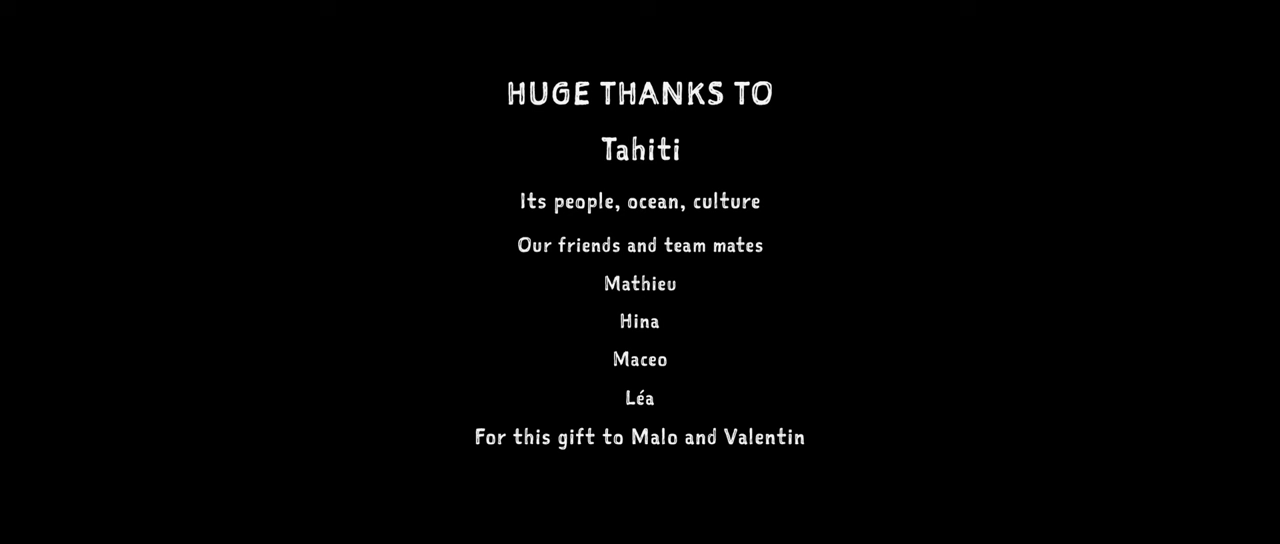 HUGE THANKS TO
Tahiti
Its people, ocean, culture
Our friends and team mates
Mathieu
Hina
Maceo
Léa
For this gift to Malo and Valentin